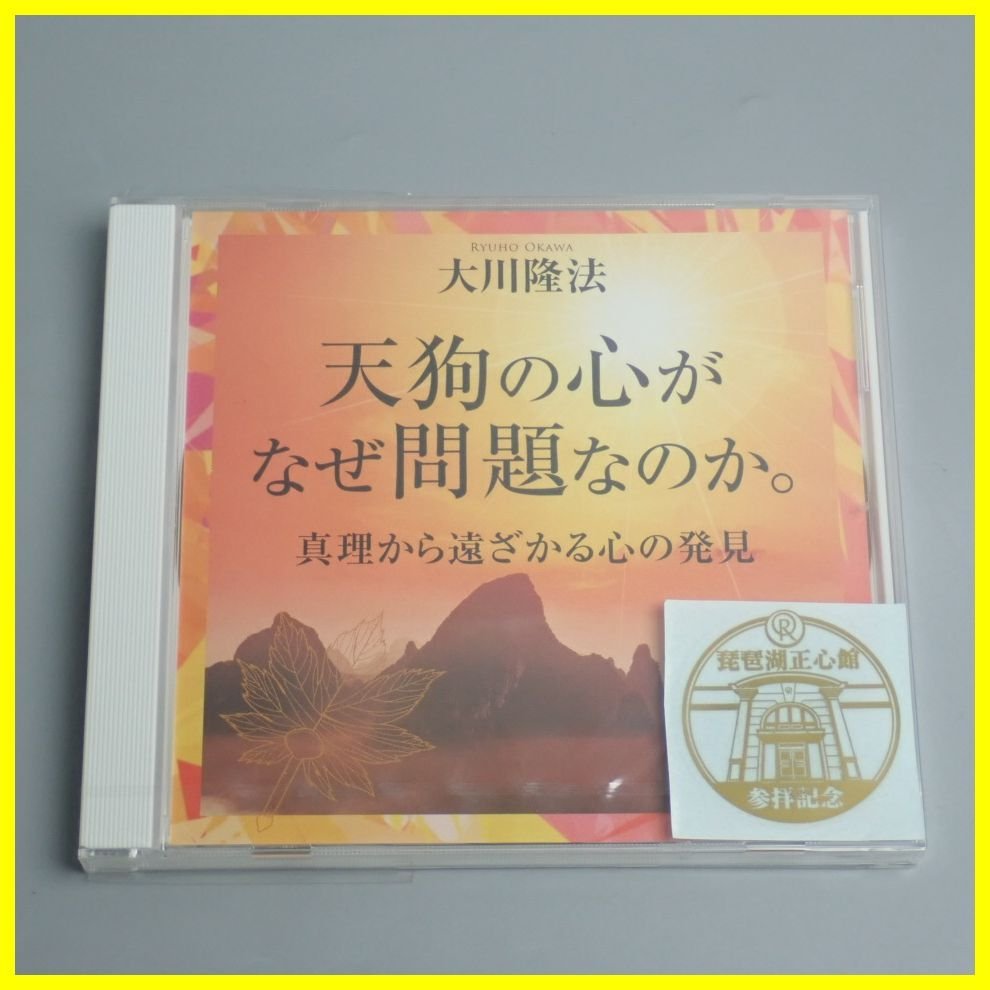 RYUHO OKAWA
大川隆法
天狗の心が
なぜ問題なのか。
真理から遠ざかる心の発見
R
琵琶湖正心館
参拝記念